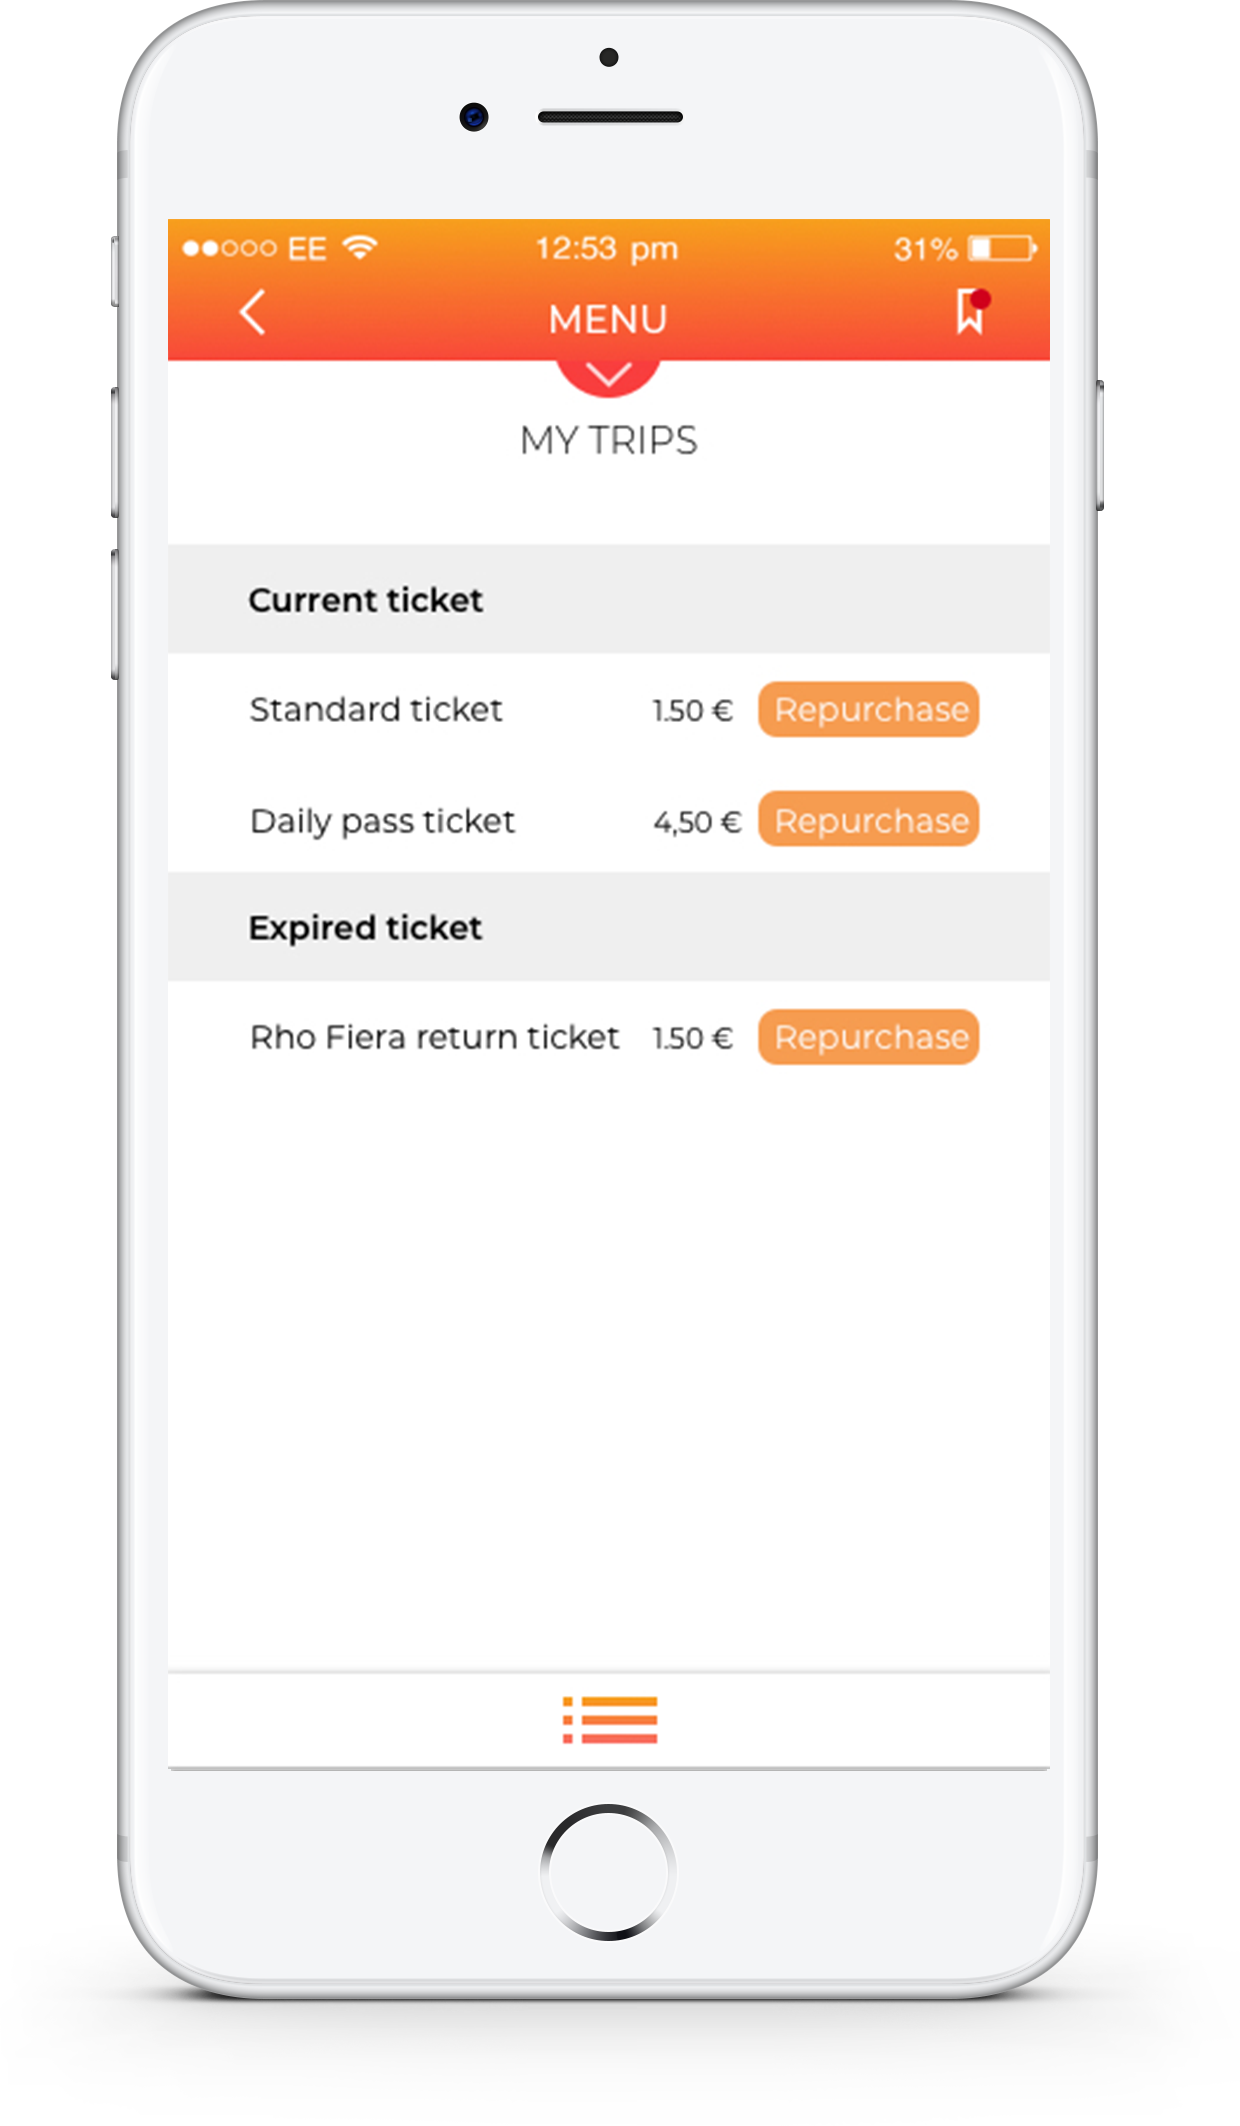 EE 12:53 pm 31%
MENU
MY TRIPS
Current ticket
Standard ticket 1.50 € Repurchase
Daily pass ticket 4,50 € Repurchase
Expired ticket
Rho Fiera return ticket 1.50 € Repurchase